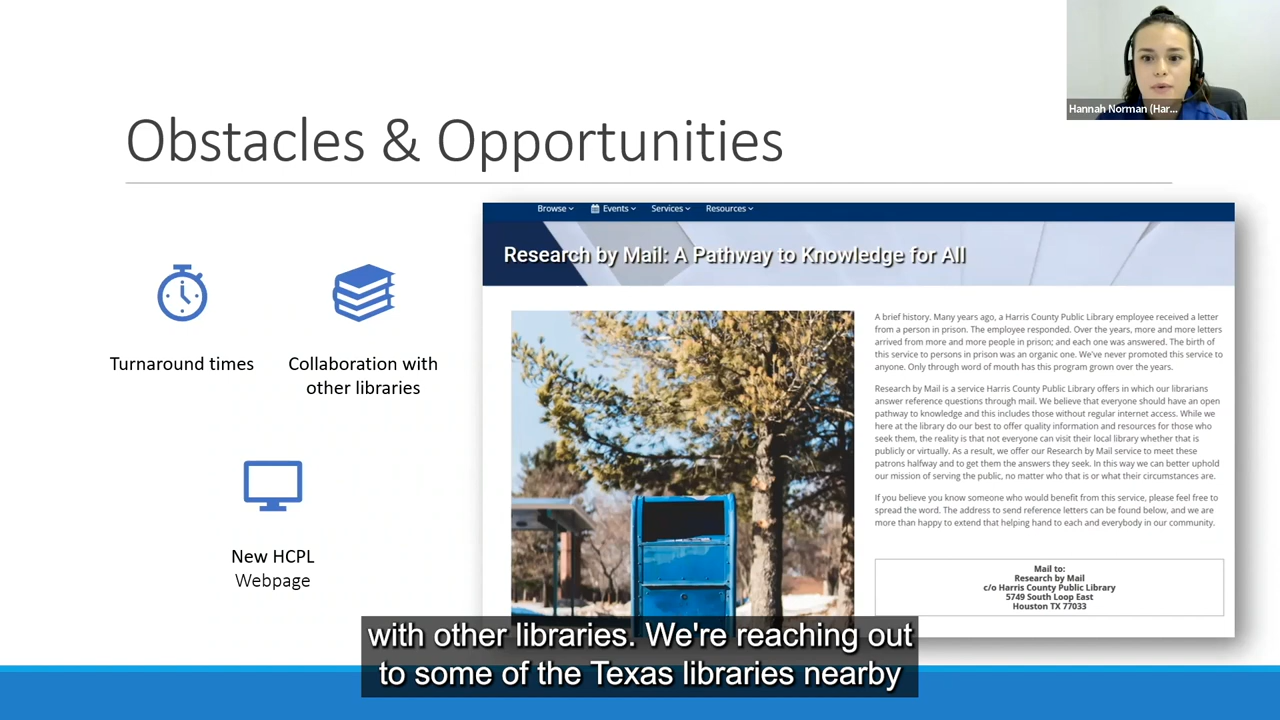 Hannah Norman (Har...
Obstacles & Opportunities
Turnaround times
Collaboration with
other libraries
New HCPL
Webpage
Browse Events Services Resources
Research by Mail: A Pathway to Knowledge for All
A brief history. Many years ago, a Harris County Public Library employee received a letter
from a person in prison. The employee responded. Over the years, more and more letters
arrived from more and more people in prison; and each one was answered. The birth of
this service to persons in prison was an organic one. We've never promoted this service to
anyone. Only through word of mouth has this program grown over the years.
Research by Mail is a service Harris County Public Library offers in which our librarians
answer reference questions through mail. We believe that everyone should have an open
pathway to knowledge and this includes those without regular internet access. While we
here at the library do our best to offer quality information and resources for those who
seek them, the reality is that not everyone can visit their local library whether that is
publicly or virtually. As a result, we offer our Research by Mail service to meet these
patrons halfway and to get them the answers they seek. In this way we can better uphold
our mission of serving the public, no matter who that is or what their circumstances are.
If you believe you know someone who would benefit from this service, please feel free to
spread the word. The address to send reference letters can be found below, and we are
more than happy to extend that helping hand to each and everybody in our community.
Mail to:
Research by Mail
c/o Harris County Public Library
5749 South Loop East
Houston TX 77033
with other libraries. We're reaching out
to some of the Texas libraries nearby